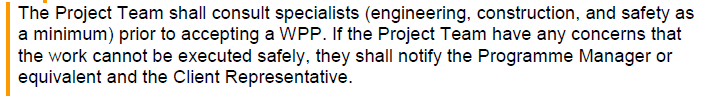 The Project Team shall consult specialists (engineering, construction, and safety as
a minimum) prior to accepting a WPP. If the Project Team have any concerns that
the work cannot be executed safely, they shall notify the Programme Manager or
equivalent and the Client Representative.